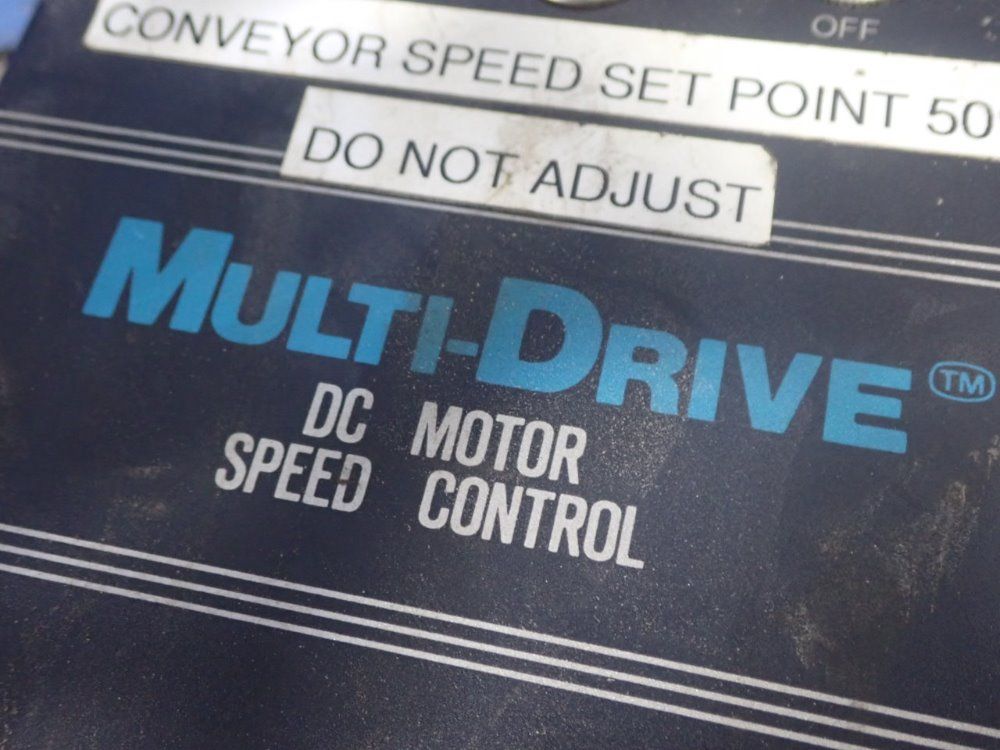 OFF
CONVEYOR SPEED SET POINT 50
DO NOT ADJUST
MULTI-DRIVE™
DC MOTOR
SPEED CONTROL